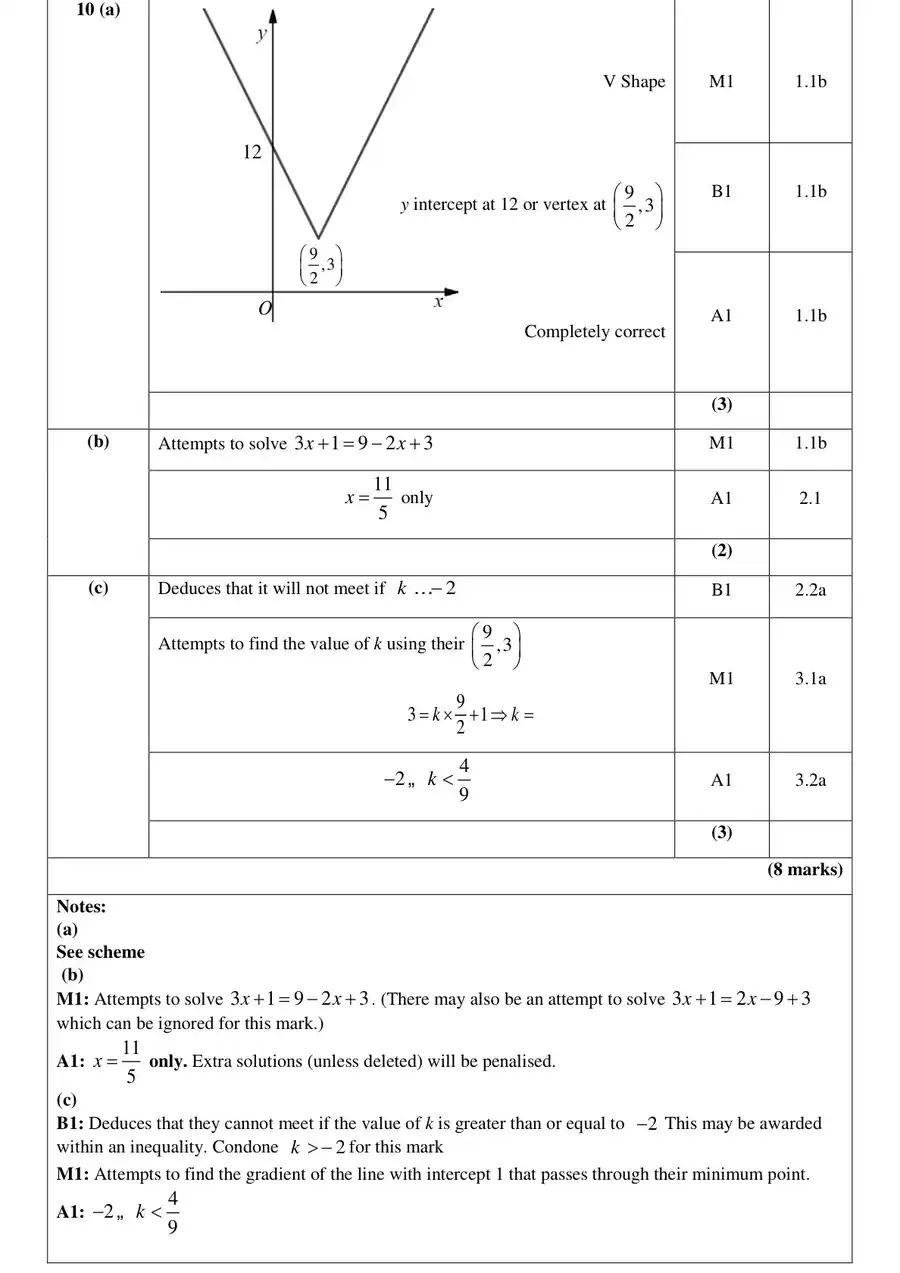 10 (a)
y
V Shape
M1
1.1b
12
y intercept at 12 or vertex at (9/2, 3)
B1
1.1b
(9/2, 3)
O
x
Completely correct
A1
1.1b
(3)
(b)
Attempts to solve 3x + 1 = 9 − 2x + 3
M1
1.1b
x = 11/5 only
A1
2.1
(2)
(c)
Deduces that it will not meet if k …− 2
B1
2.2a
Attempts to find the value of k using their (9/2, 3)
3 = k × 9/2 + 1 ⇒ k =
M1
3.1a
−2 „ k < 4/9
A1
3.2a
(3)
(8 marks)
Notes:
(a)
See scheme
(b)
M1: Attempts to solve 3x + 1 = 9 − 2x + 3. (There may also be an attempt to solve 3x + 1 = 2x − 9 + 3
which can be ignored for this mark.)
A1: x = 11/5 only. Extra solutions (unless deleted) will be penalised.
(c)
B1: Deduces that they cannot meet if the value of k is greater than or equal to −2 This may be awarded
within an inequality. Condone k > − 2 for this mark
M1: Attempts to find the gradient of the line with intercept 1 that passes through their minimum point.
A1: −2 „ k < 4/9